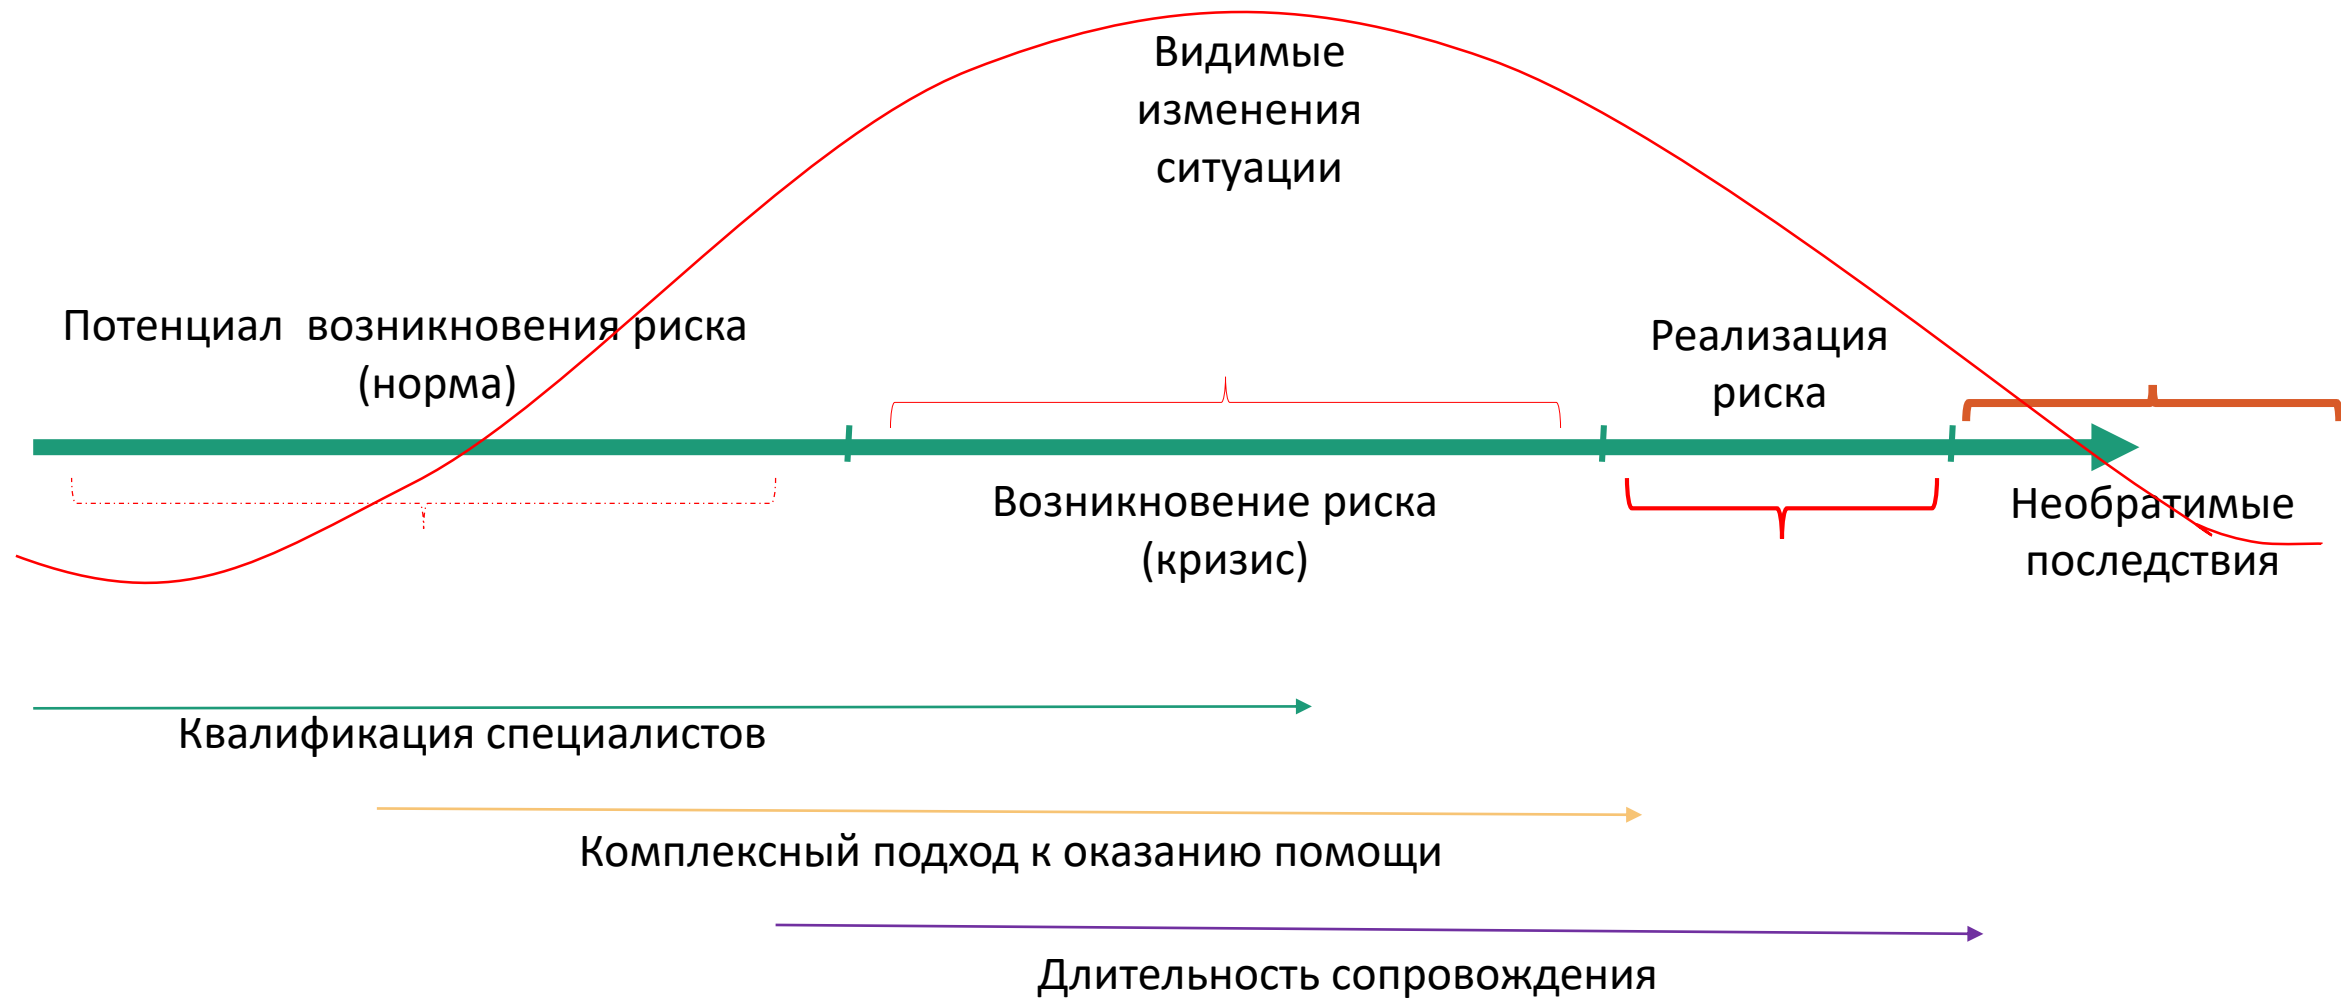 Видимые
изменения
ситуации
Потенциал возникновения риска
(норма)
Реализация
риска
Возникновение риска
(кризис)
Необратимые
последствия
Квалификация специалистов
Комплексный подход к оказанию помощи
Длительность сопровождения